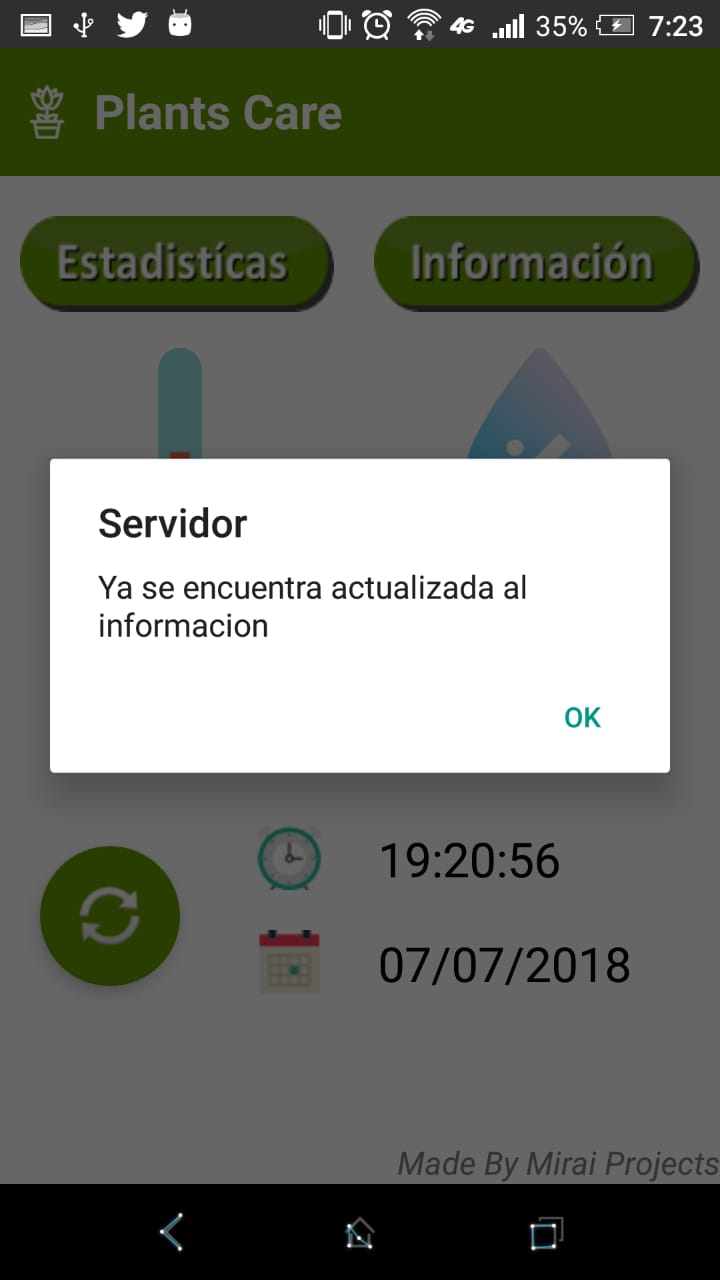 4G 35% 7:23
Plants Care
Estadistícas Información
Servidor
Ya se encuentra actualizada al
informacion
OK
19:20:56
07/07/2018
Made By Mirai Projects